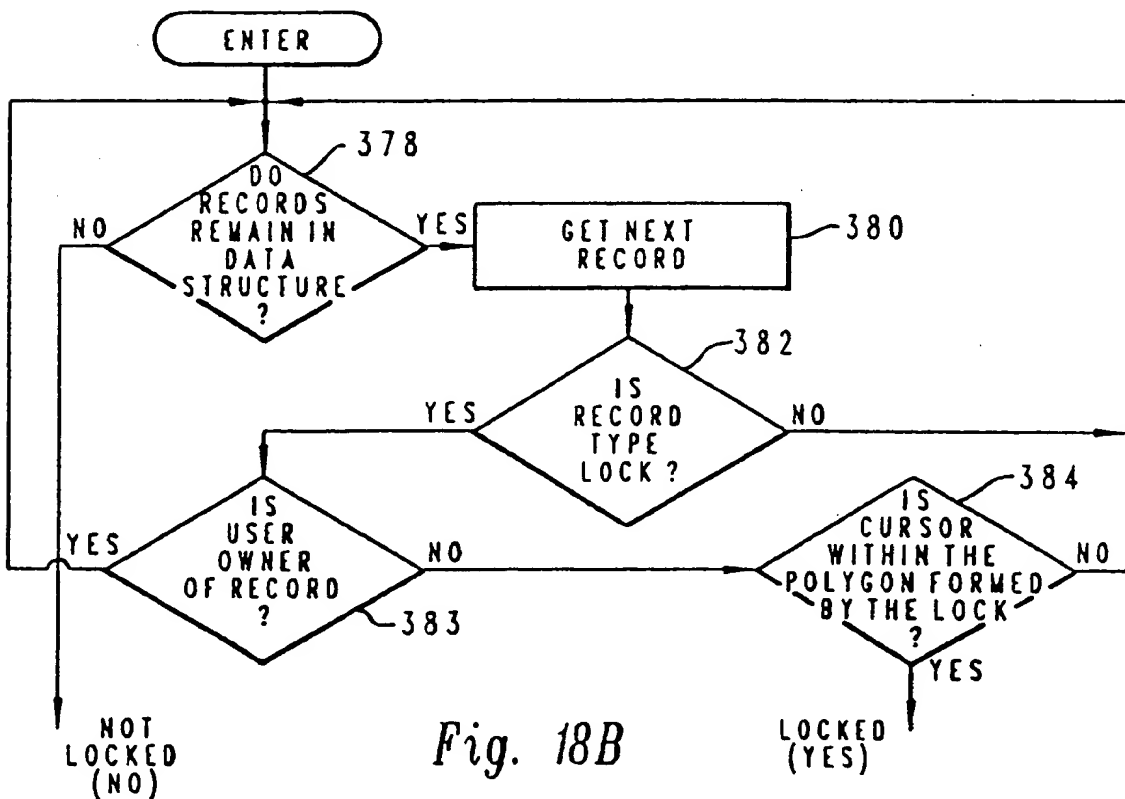 ENTER
378
DO
RECORDS
REMAIN IN
DATA
STRUCTURE
?
NO
YES
GET NEXT
RECORD
380
382
IS
RECORD
TYPE
LOCK ?
YES
NO
IS
USER
OWNER
OF RECORD
?
YES
NO
383
384
IS
CURSOR
WITHIN THE
POLYGON FORMED
BY THE LOCK
?
NO
YES
NOT
LOCKED
(NO)
Fig. 18B
LOCKED
(YES)